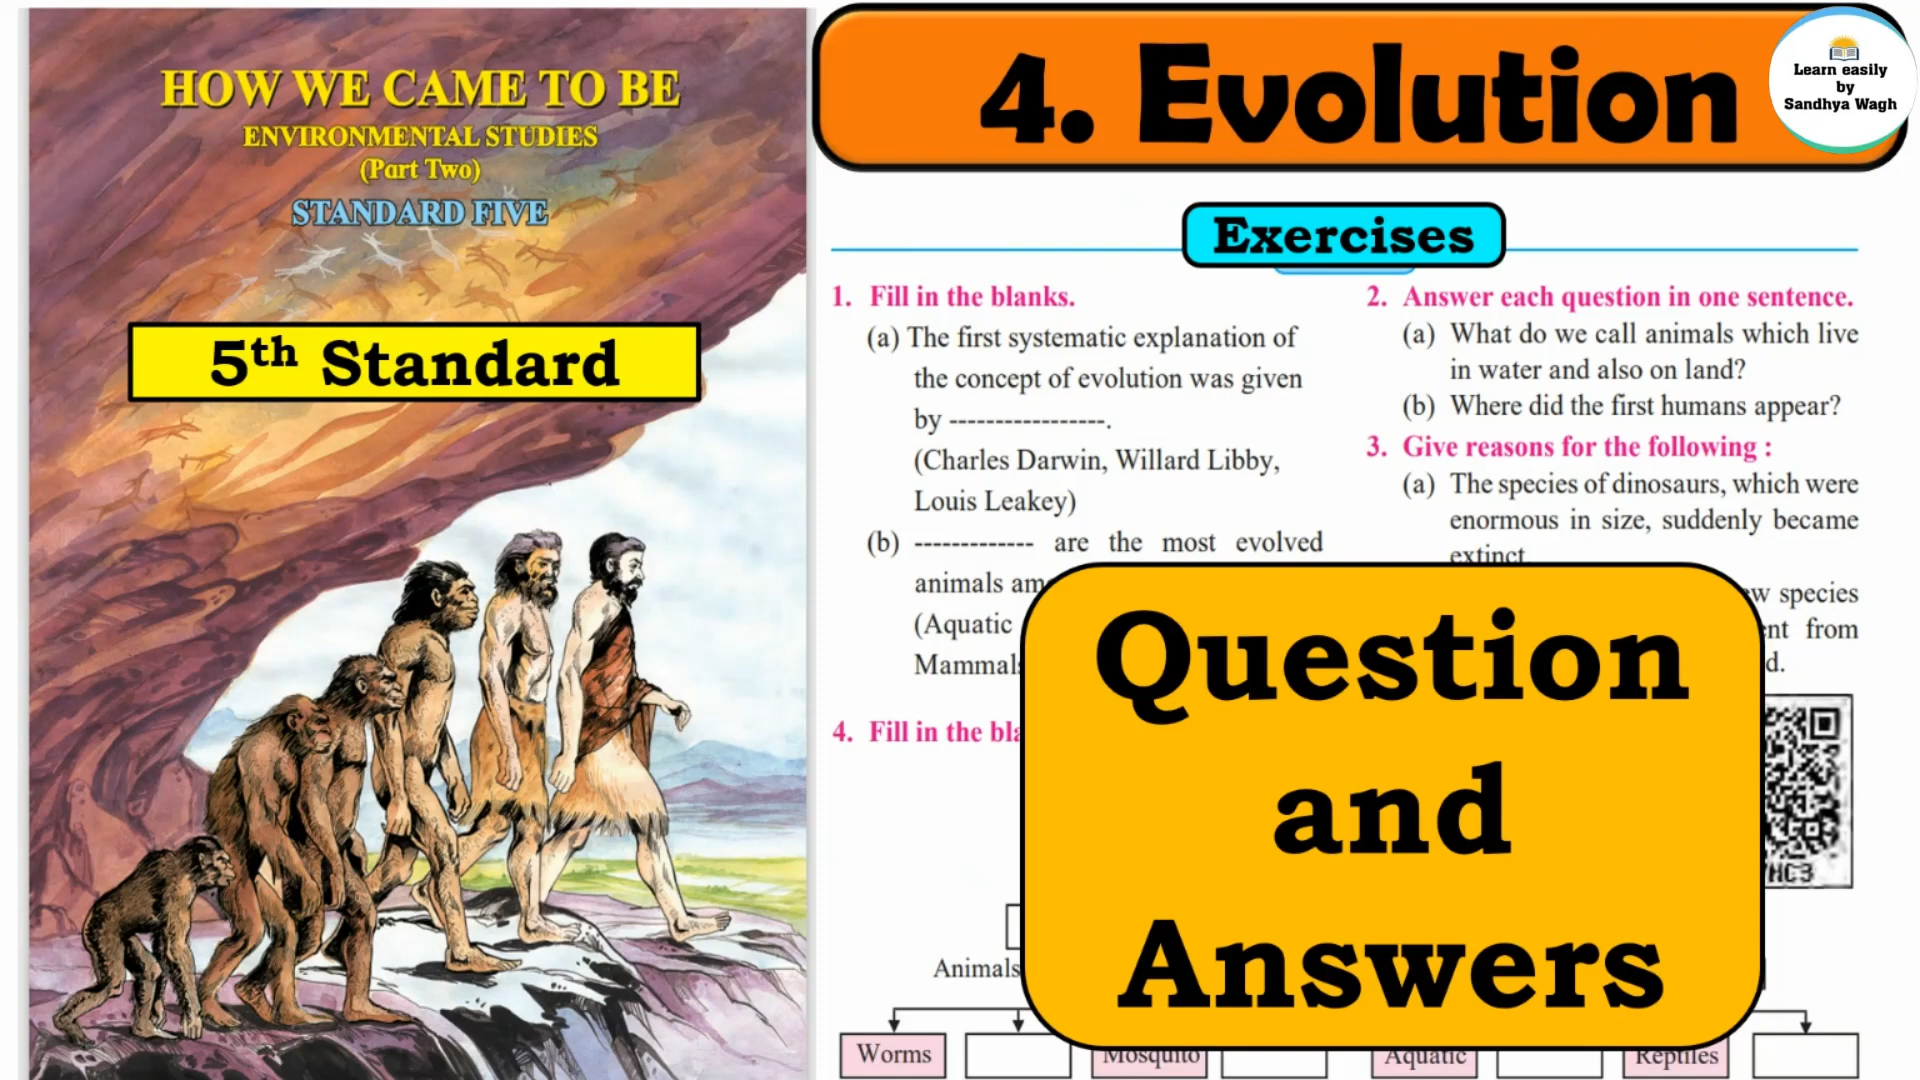 HOW WE CAME TO BE
ENVIRONMENTAL STUDIES
(Part Two)
STANDARD FIVE
5th Standard
4. Evolution
Learn easily
by
Sandhya Wagh
Exercises
1. Fill in the blanks.
(a) The first systematic explanation of
the concept of evolution was given
by -----------------.
(Charles Darwin, Willard Libby,
Louis Leakey)
(b) ------------- are the most evolved
animals
(Aquatic
2. Answer each question in one sentence.
(a) What do we call animals which live
in water and also on land?
(b) Where did the first humans appear?
3. Give reasons for the following :
(a) The species of dinosaurs, which were
enormous in size, suddenly became
extinct.
species
from
4. Fill in the
Question
and
Answers
Animals
Worms
Mosquito
Aquatic
Reptiles